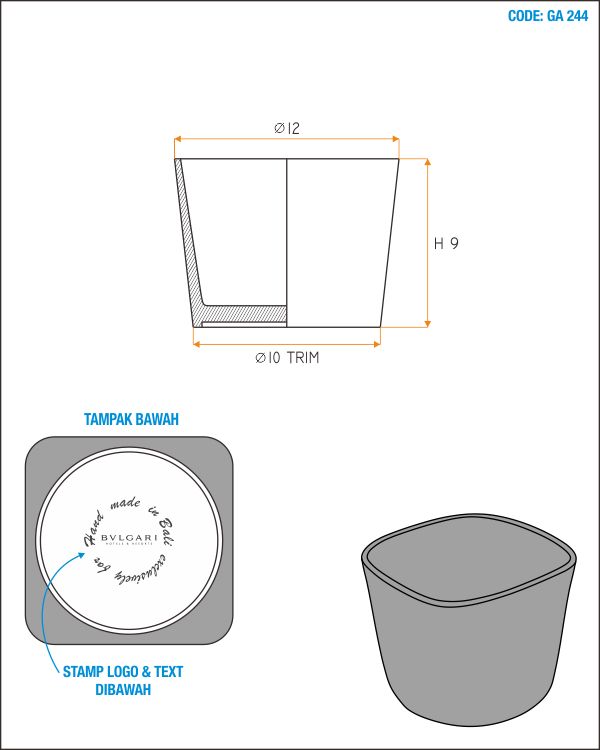 CODE: GA 244
Ø12
H 9
Ø10 TRIM
TAMPAK BAWAH
Hand made in Bali exclusively for
BVLGARI
HOTELS & RESORTS
STAMP LOGO & TEXT
DIBAWAH